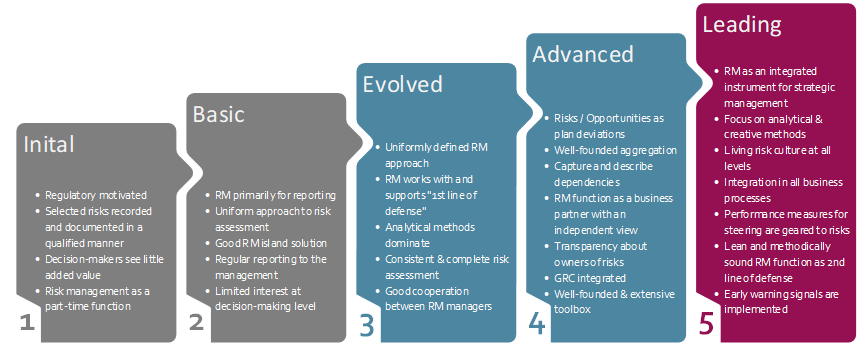 Inital
• Regulatory motivated
• Selected risks recorded
and documented in a
qualified manner
• Decision-makers see little
added value
• Risk management as a
part-time function
1
Basic
• RM primarily for reporting
• Uniform approach to risk
assessment
• Good RM island solution
• Regular reporting to the
management
• Limited interest at
decision-making level
2
Evolved
• Uniformly defined RM
approach
• RM works with and
supports "1st line of
defense"
• Analytical methods
dominate
• Consistent & complete risk
assessment
• Good cooperation
between RM managers
3
Advanced
• Risks / Opportunities as
plan deviations
• Well-founded aggregation
• Capture and describe
dependencies
• RM function as a business
partner with an
independent view
• Transparency about
owners of risks
• GRC integrated
• Well-founded & extensive
toolbox
4
Leading
• RM as an integrated
instrument for strategic
management
• Focus on analytical &
creative methods
• Living risk culture at all
levels
• Integration in all business
processes
• Performance measures for
steering are geared to risks
• Lean and methodically
sound RM function as 2nd
line of defense
• Early warning signals are
implemented
5